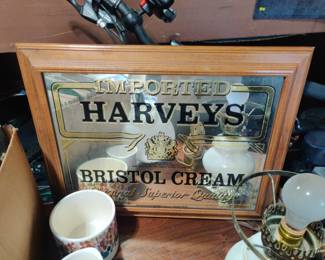 IMPORTED
HARVEYS
BRISTOL CREAM
Superior Quality